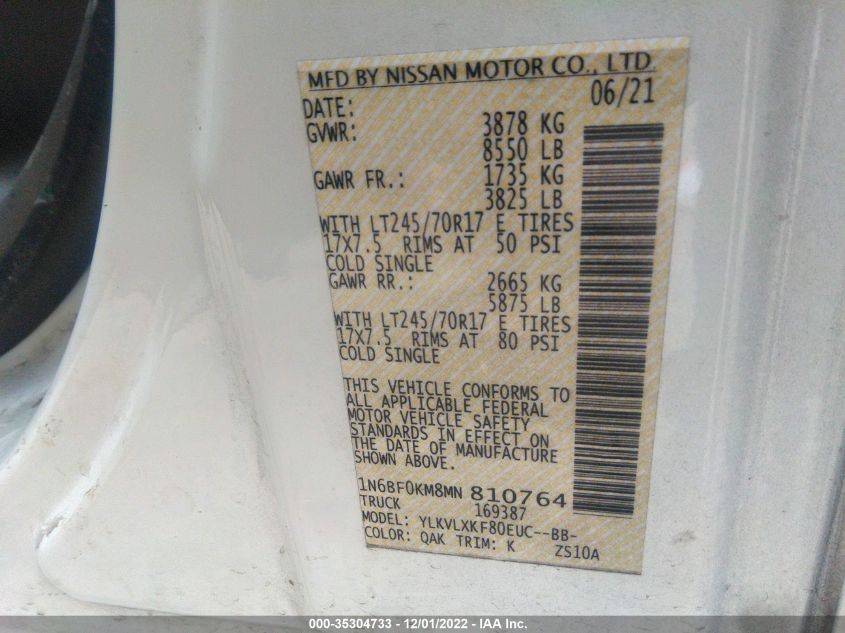 MFD BY NISSAN MOTOR CO., LTD.
DATE: 06/21
GVWR: 3878 KG
8550 LB
GAWR FR.: 1735 KG
3825 LB
WITH LT245/70R17 E TIRES
17X7.5 RIMS AT 50 PSI
COLD SINGLE
GAWR RR.: 2665 KG
5875 LB
WITH LT245/70R17 E TIRES
17X7.5 RIMS AT 80 PSI
COLD SINGLE
THIS VEHICLE CONFORMS TO
ALL APPLICABLE FEDERAL
MOTOR VEHICLE SAFETY
STANDARDS IN EFFECT ON
THE DATE OF MANUFACTURE
SHOWN ABOVE.
1N6BF0KM8MN 810764
TRUCK 169387
MODEL: YLKVLXKF80EUC--BB-
COLOR: QAK TRIM: K ZS10A
000-35304733 - 12/01/2022 - IAA Inc.